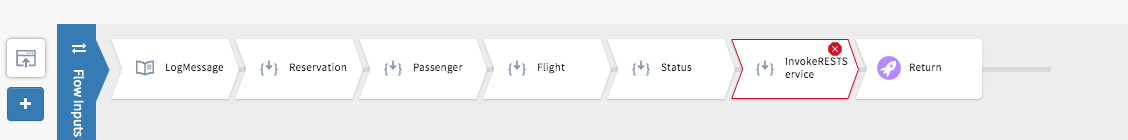 Flow Inputs
LogMessage
Reservation
Passenger
Flight
Status
InvokeRESTS
ervice
Return